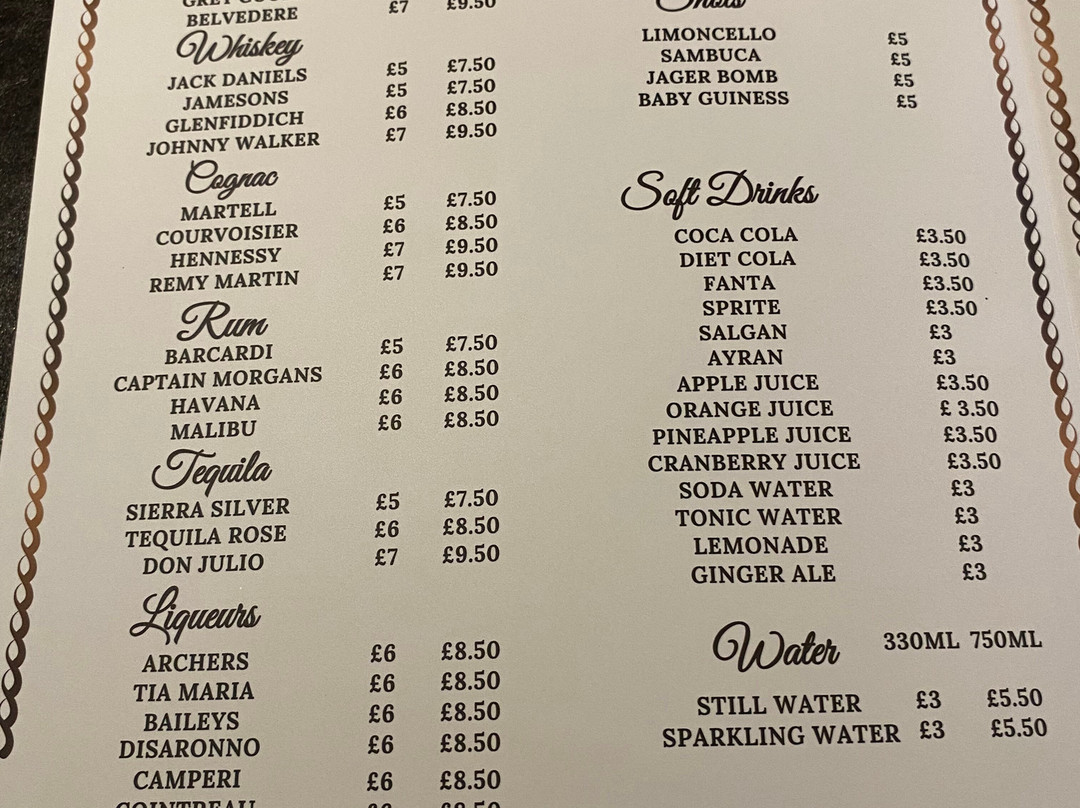 BELVEDERE £7 £9.50
Whiskey
JACK DANIELS £5 £7.50
JAMESONS £5 £7.50
GLENFIDDICH £6 £8.50
JOHNNY WALKER £7 £9.50
Cognac
MARTELL £5 £7.50
COURVOISIER £6 £8.50
HENNESSY £7 £9.50
REMY MARTIN £7 £9.50
Rum
BARCARDI £5 £7.50
CAPTAIN MORGANS £6 £8.50
HAVANA £6 £8.50
MALIBU £6 £8.50
Tequila
SIERRA SILVER £5 £7.50
TEQUILA ROSE £6 £8.50
DON JULIO £7 £9.50
Liqueurs
ARCHERS £6 £8.50
TIA MARIA £6 £8.50
BAILEYS £6 £8.50
DISARONNO £6 £8.50
CAMPERI £6 £8.50
COINTREAU £6 £8.50
Shots
LIMONCELLO £5
SAMBUCA £5
JAGER BOMB £5
BABY GUINESS £5
Soft Drinks
COCA COLA £3.50
DIET COLA £3.50
FANTA £3.50
SPRITE £3.50
SALGAN £3
AYRAN £3
APPLE JUICE £3.50
ORANGE JUICE £ 3.50
PINEAPPLE JUICE £3.50
CRANBERRY JUICE £3.50
SODA WATER £3
TONIC WATER £3
LEMONADE £3
GINGER ALE £3
Water 330ML 750ML
STILL WATER £3 £5.50
SPARKLING WATER £3 £5.50